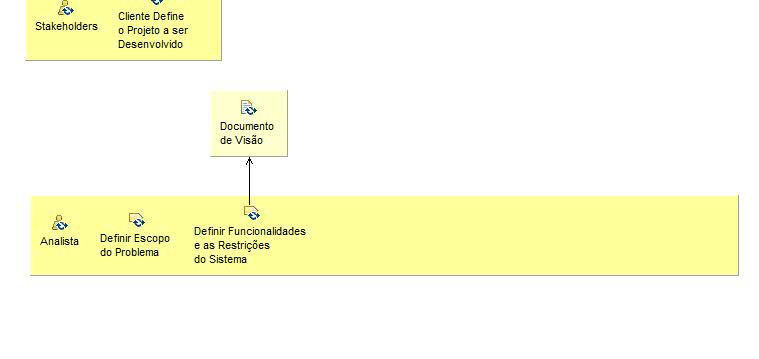 Stakeholders
Cliente Define
o Projeto a ser
Desenvolvido
Documento
de Visão
Analista
Definir Escopo
do Problema
Definir Funcionalidades
e as Restrições
do Sistema